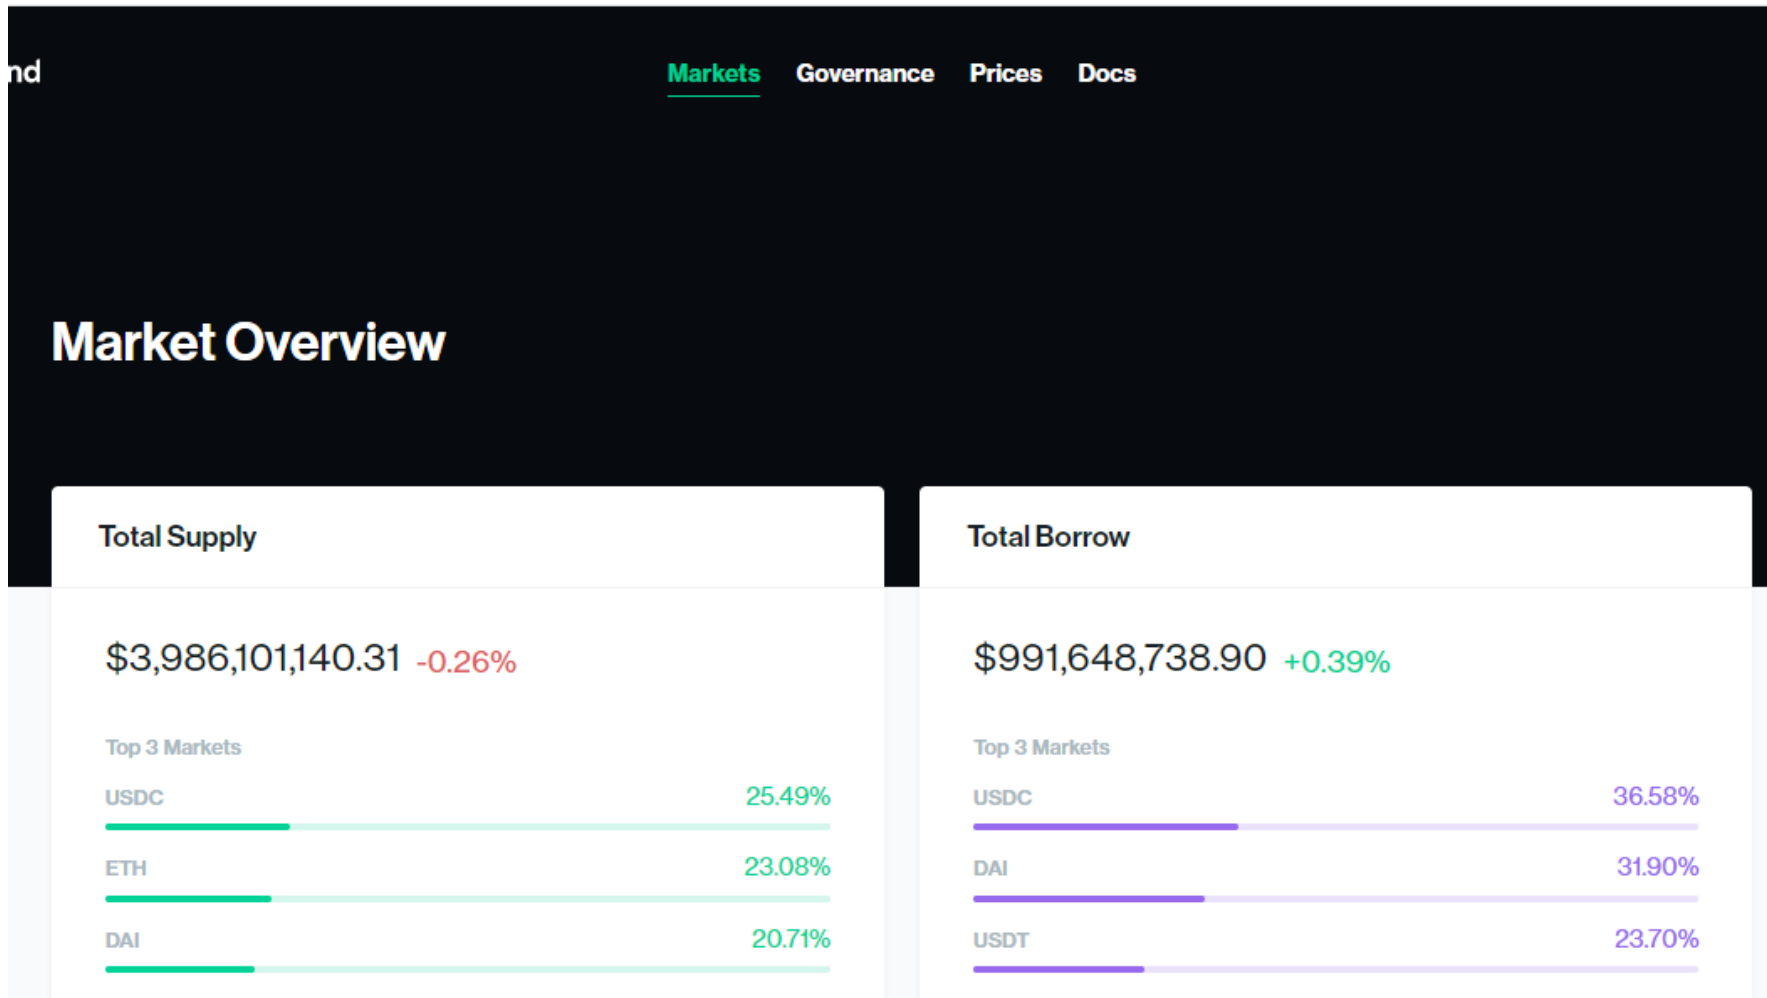 nd
Markets Governance Prices Docs
Market Overview
Total Supply
$3,986,101,140.31 -0.26%
Top 3 Markets
USDC 25.49%
ETH 23.08%
DAI 20.71%
Total Borrow
$991,648,738.90 +0.39%
Top 3 Markets
USDC 36.58%
DAI 31.90%
USDT 23.70%